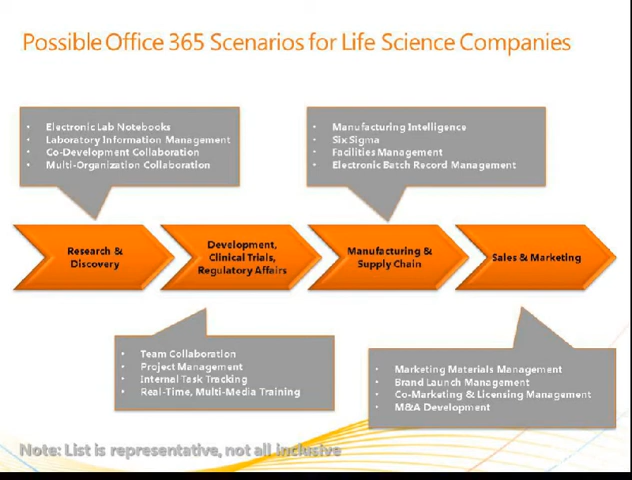 Possible Office 365 Scenarios for Life Science Companies
• Electronic Lab Notebooks
• Laboratory Information Management
• Co-Development Collaboration
• Multi-Organization Collaboration
• Manufacturing Intelligence
• Six Sigma
• Facilities Management
• Electronic Batch Record Management
Research &
Discovery
Development,
Clinical Trials,
Regulatory Affairs
Manufacturing &
Supply Chain
Sales & Marketing
• Team Collaboration
• Project Management
• Internal Task Tracking
• Real-Time, Multi-Media Training
• Marketing Materials Management
• Brand Launch Management
• Co-Marketing & Licensing Management
• M&A Development
Note: List is representative, not all inclusive